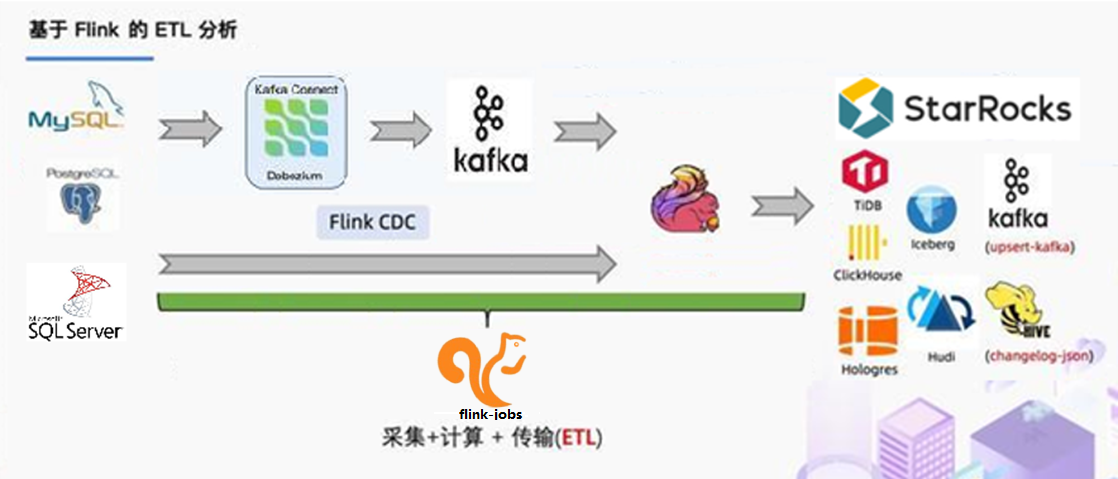 基于 Flink 的 ETL 分析
MySQL
Kafka Connect
Debezium
kafka
StarRocks
PostgreSQL
TiDB
Iceberg
kafka
(upsert-kafka)
Flink CDC
ClickHouse
Microsoft
SQL Server
HIVE
Hologres
Hudi
(changelog-json)
flink-jobs
采集+计算 + 传输(ETL)